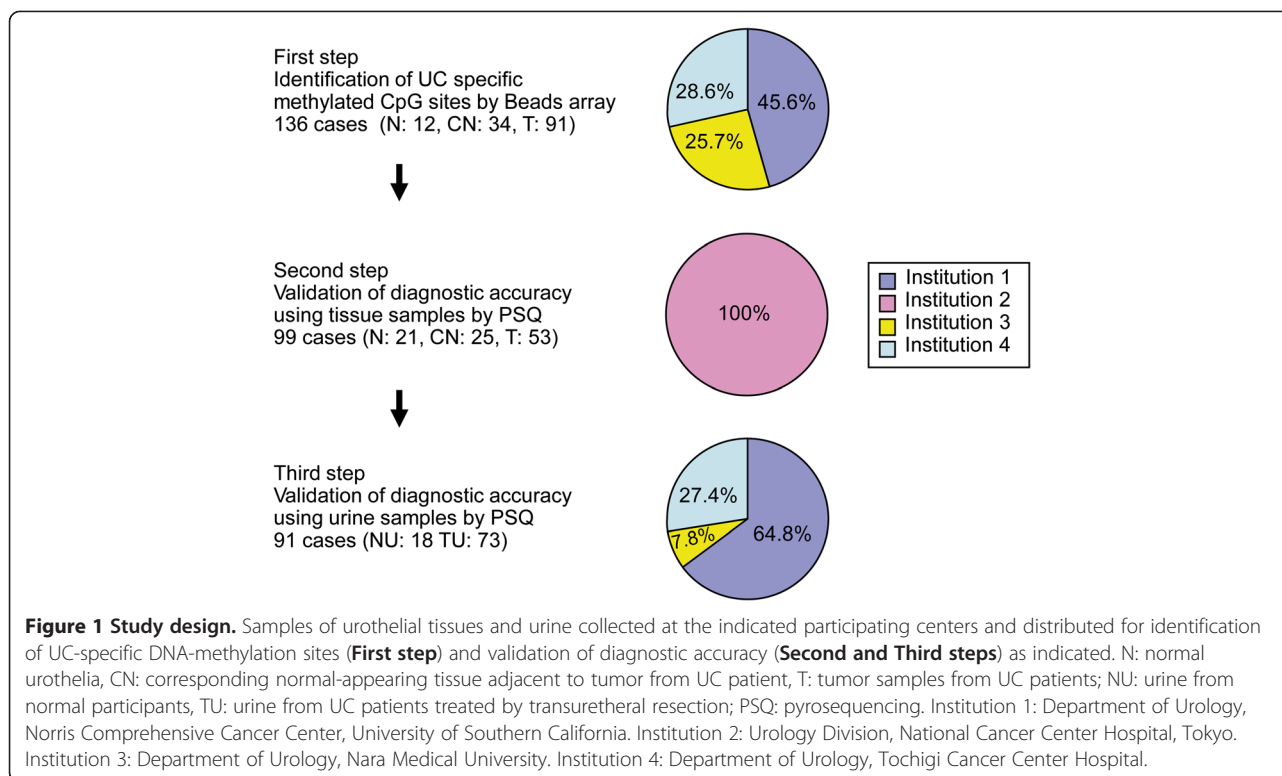 First step
Identification of UC specific
methylated CpG sites by Beads array
136 cases (N: 12, CN: 34, T: 91)
28.6%
45.6%
25.7%
Second step
Validation of diagnostic accuracy
using tissue samples by PSQ
99 cases (N: 21, CN: 25, T: 53)
100%
Institution 1
Institution 2
Institution 3
Institution 4
Third step
Validation of diagnostic accuracy
using urine samples by PSQ
91 cases (NU: 18 TU: 73)
27.4%
7.8%
64.8%
Figure 1 Study design. Samples of urothelial tissues and urine collected at the indicated participating centers and distributed for identification
of UC-specific DNA-methylation sites (First step) and validation of diagnostic accuracy (Second and Third steps) as indicated. N: normal
urothelia, CN: corresponding normal-appearing tissue adjacent to tumor from UC patient, T: tumor samples from UC patients; NU: urine from
normal participants, TU: urine from UC patients treated by transurethral resection; PSQ: pyrosequencing. Institution 1: Department of Urology,
Norris Comprehensive Cancer Center, University of Southern California. Institution 2: Urology Division, National Cancer Center Hospital, Tokyo.
Institution 3: Department of Urology, Nara Medical University. Institution 4: Department of Urology, Tochigi Cancer Center Hospital.